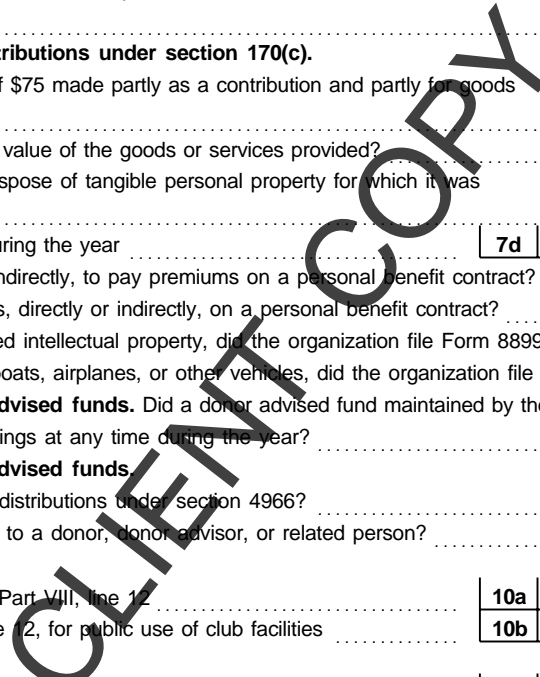 tributions under section 170(c).
f $75 made partly as a contribution and partly for goods
value of the goods or services provided?
spose of tangible personal property for which it was
uring the year 7d
ndirectly, to pay premiums on a personal benefit contract?
s, directly or indirectly, on a personal benefit contract?
ed intellectual property, did the organization file Form 8899
boats, airplanes, or other vehicles, did the organization file
dvised funds. Did a donor advised fund maintained by the
ings at any time during the year?
dvised funds.
distributions under section 4966?
to a donor, donor advisor, or related person?
Part VIII, line 12 10a
e 12, for public use of club facilities 10b
CLIENT COPY